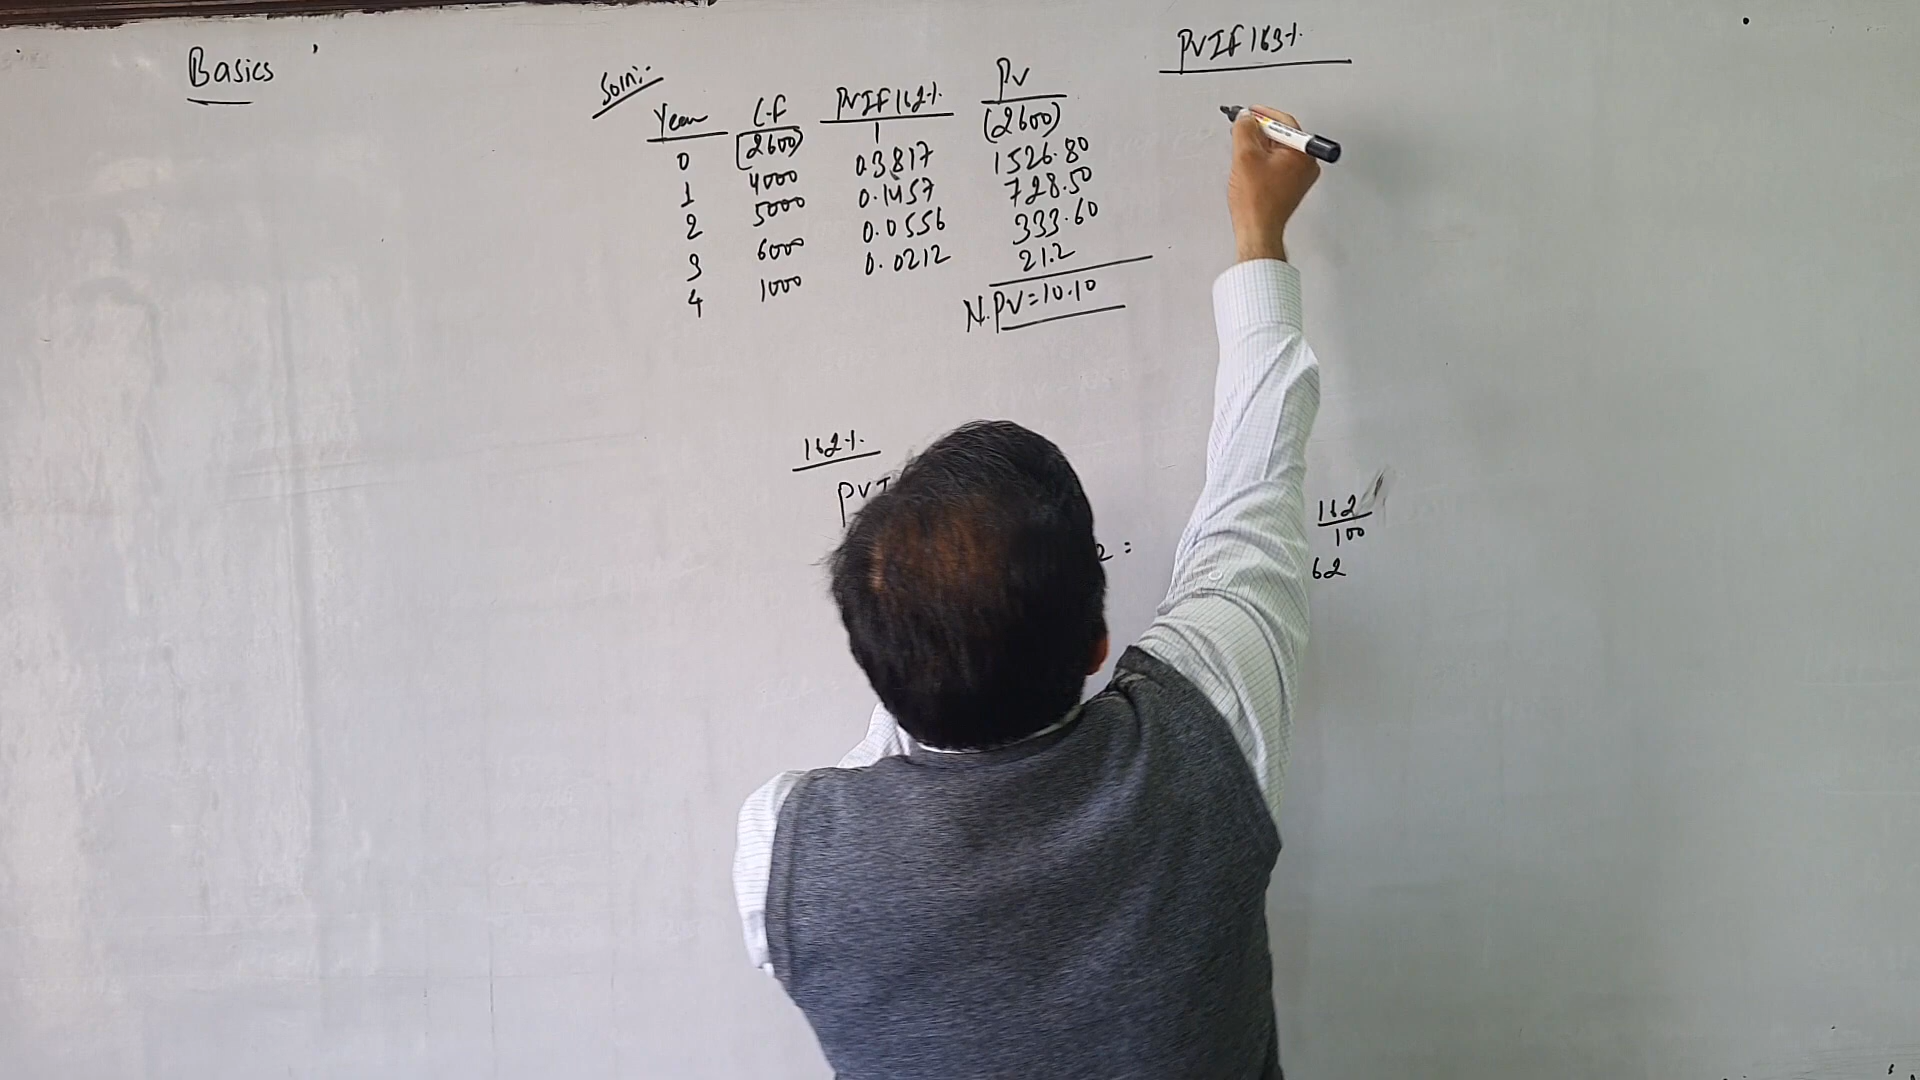 Basics
Soln:-
Year C.F PVIF 162% PV PVIF 163%
0 (2600) 1 (2600)
1 4000 0.3817 1526.80
2 5000 0.1457 728.50
3 6000 0.0556 333.60
4 1000 0.0212 21.2
N.PV=10.10
162%
162
100
62